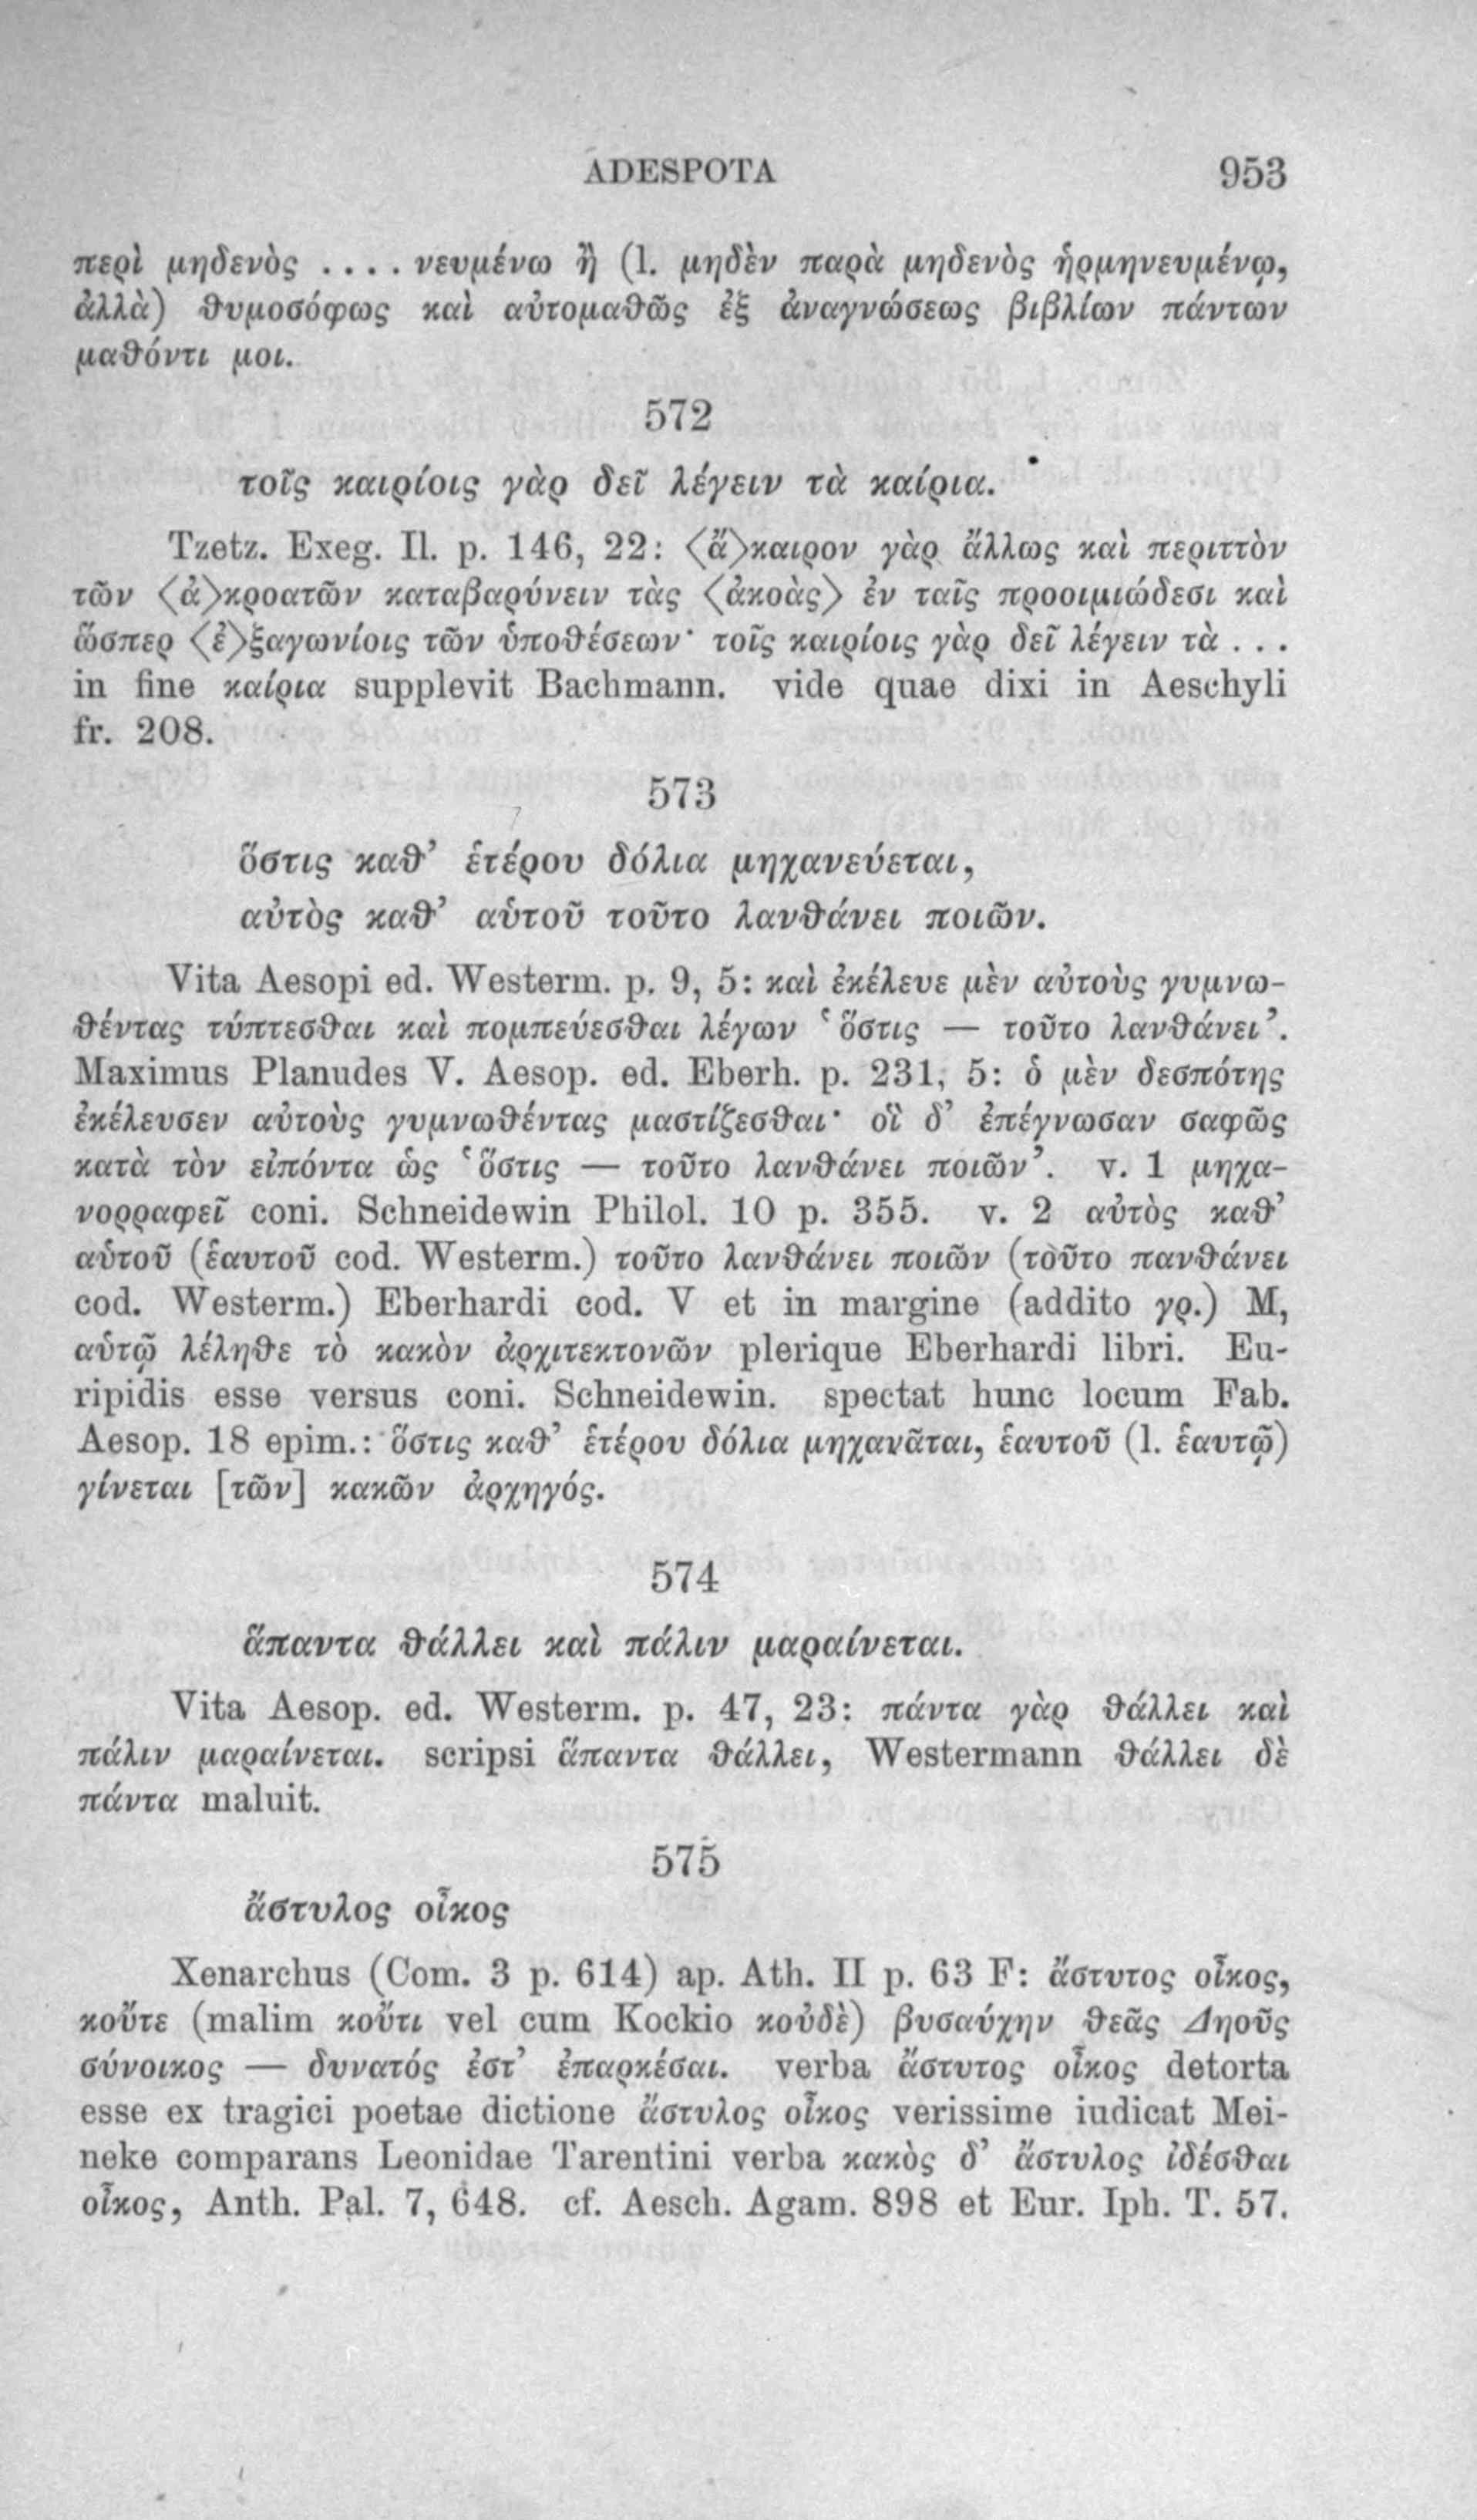 ADESPOTA 953
περὶ μηδενὸς .... νευμένω ἢ (l. μηδὲν παρὰ μηδενὸς ἡρμηνευμένῳ,
ἀλλὰ) θυμοσόφως καὶ αὐτομαθῶς ἐξ ἀναγνώσεως βιβλίων πάντων
μαθόντι μοι.
572
τοῖς καιρίοις γὰρ δεῖ λέγειν τὰ καίρια.
Tzetz. Exeg. Il. p. 146, 22: ⟨ἄ⟩καιρον γὰρ ἄλλως καὶ περιττὸν
τῶν ⟨ἀ⟩κροατῶν καταβαρύνειν τὰς ⟨ἀκοὰς⟩ ἐν ταῖς προοιμιώδεσι καὶ
ὥσπερ ⟨ἐ⟩ξαγωνίοις τῶν ὑποθέσεων· τοῖς καιρίοις γὰρ δεῖ λέγειν τὰ ...
in fine καίρια supplevit Bachmann. vide quae dixi in Aeschyli
fr. 208.
573
ὅστις καθ’ ἑτέρου δόλια μηχανεύεται,
αὐτὸς καθ’ αὑτοῦ τοῦτο λανθάνει ποιῶν.
Vita Aesopi ed. Westerm. p. 9, 5: καὶ ἐκέλευε μὲν αὐτοὺς γυμνω-
θέντας τύπτεσθαι καὶ πομπεύεσθαι λέγων ‘ὅστις — τοῦτο λανθάνει’.
Maximus Planudes V. Aesop. ed. Eberh. p. 231, 5: ὁ μὲν δεσπότης
ἐκέλευσεν αὐτοὺς γυμνωθέντας μαστίζεσθαι· οἳ δ’ ἐπέγνωσαν σαφῶς
κατὰ τὸν εἰπόντα ὡς ‘ὅστις — τοῦτο λανθάνει ποιῶν’. v. 1 μηχα-
νορραφεῖ coni. Schneidewin Philol. 10 p. 355. v. 2 αὐτὸς καθ’
αὑτοῦ (ἑαυτοῦ cod. Westerm.) τοῦτο λανθάνει ποιῶν (τοῦτο πανθάνει
cod. Westerm.) Eberhardi cod. V et in margine (addito γρ.) M,
αὑτῷ λέληθε τὸ κακὸν ἀρχιτεκτονῶν plerique Eberhardi libri. Eu-
ripidis esse versus coni. Schneidewin. spectat hunc locum Fab.
Aesop. 18 epim.: ὅστις καθ’ ἑτέρου δόλια μηχανᾶται, ἑαυτοῦ (l. ἑαυτῷ)
γίνεται [τῶν] κακῶν ἀρχηγός.
574
ἅπαντα θάλλει καὶ πάλιν μαραίνεται.
Vita Aesop. ed. Westerm. p. 47, 23: πάντα γὰρ θάλλει καὶ
πάλιν μαραίνεται. scripsi ἅπαντα θάλλει, Westermann θάλλει δὲ
πάντα maluit.
575
ἄστυλος οἶκος
Xenarchus (Com. 3 p. 614) ap. Ath. II p. 63 F: ἄστυτος οἶκος,
κοὔτε (malim κοὔτι vel cum Kockio κοὐδὲ) βυσαύχην θεᾶς Δηοῦς
σύνοικος — δυνατός ἐστ’ ἐπαρκέσαι. verba ἄστυτος οἶκος detorta
esse ex tragici poetae dictione ἄστυλος οἶκος verissime iudicat Mei-
neke comparans Leonidae Tarentini verba κακὸς δ’ ἄστυλος ἰδέσθαι
οἶκος, Anth. Pal. 7, 648. cf. Aesch. Agam. 898 et Eur. Iph. T. 57.